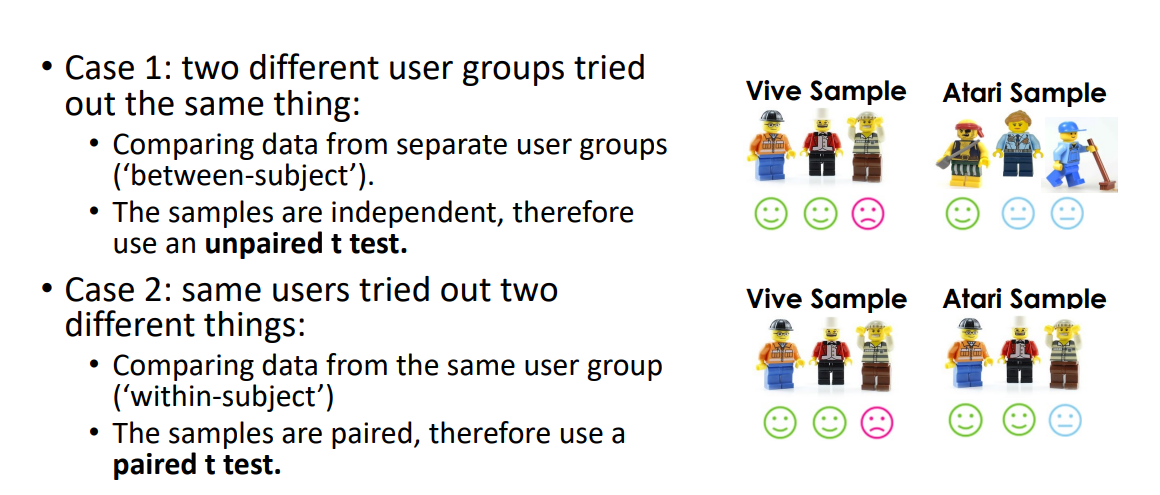 • Case 1: two different user groups tried
out the same thing:
• Comparing data from separate user groups
(‘between-subject’).
• The samples are independent, therefore
use an unpaired t test.
• Case 2: same users tried out two
different things:
• Comparing data from the same user group
(‘within-subject’)
• The samples are paired, therefore use a
paired t test.
Vive Sample
Atari Sample
Vive Sample
Atari Sample